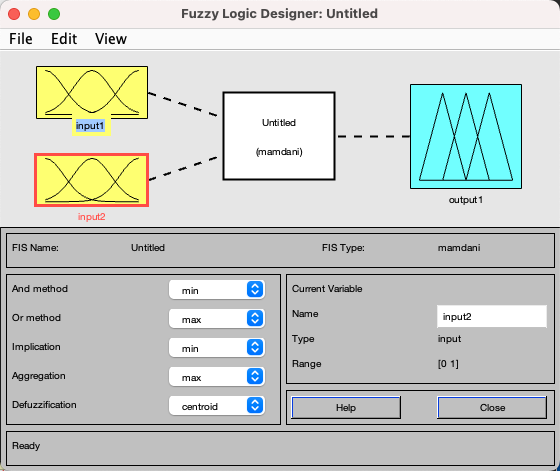 Fuzzy Logic Designer: Untitled
File Edit View
input1
input2
Untitled
(mamdani)
output1
FIS Name: Untitled FIS Type: mamdani
And method min
Or method max
Implication min
Aggregation max
Defuzzification centroid
Current Variable
Name input2
Type input
Range [0 1]
Help Close
Ready